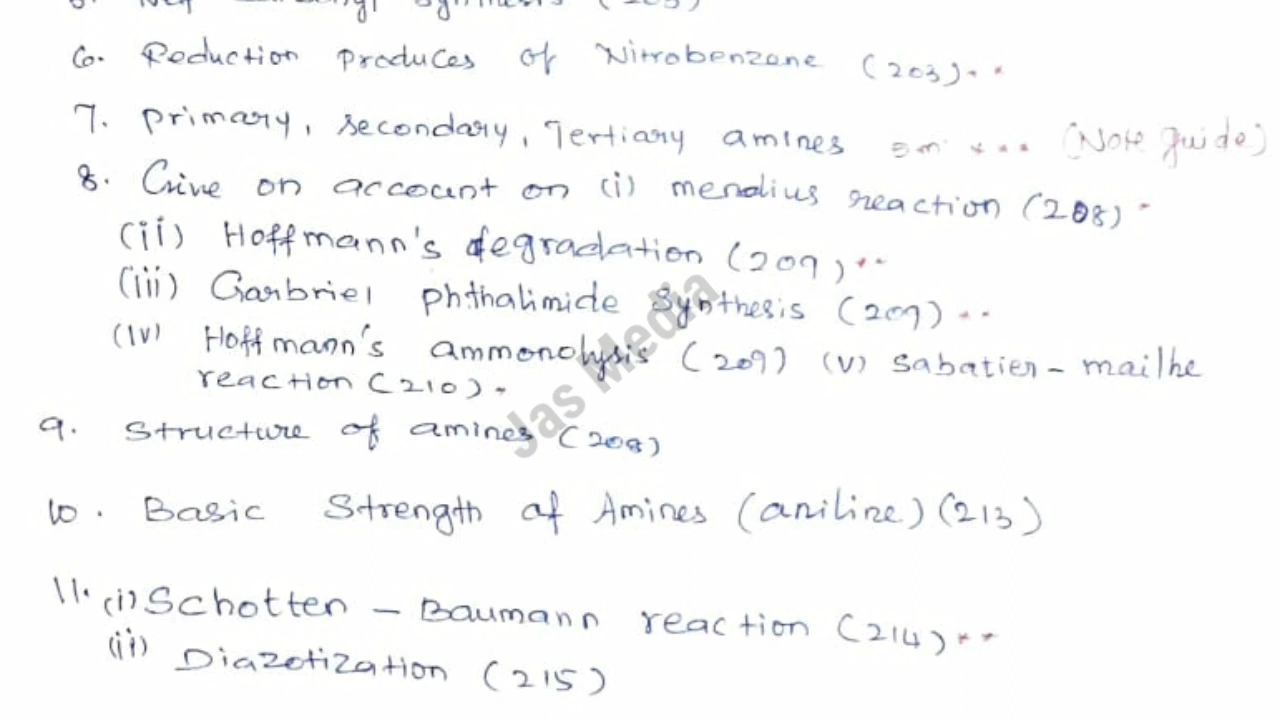 6. Reduction produces of Nitrobenzene (203)..
7. primary, secondary, Tertiary amines 5m *** (Note guide)
8. Give on account on (i) mendius reaction (208)
(ii) Hoffmann's degradation (209)**
(iii) Garbriel phthalimide synthesis (209)..
(iv) Hoffmann's ammonolysis (209) (v) Sabatier - mailhe
reaction (210).
9. structure of amines (208)
10. Basic Strength of Amines (aniline) (213)
11. (i) Schotten - Baumann reaction (214)**
(ii) Diazotization (215)
Jas Media